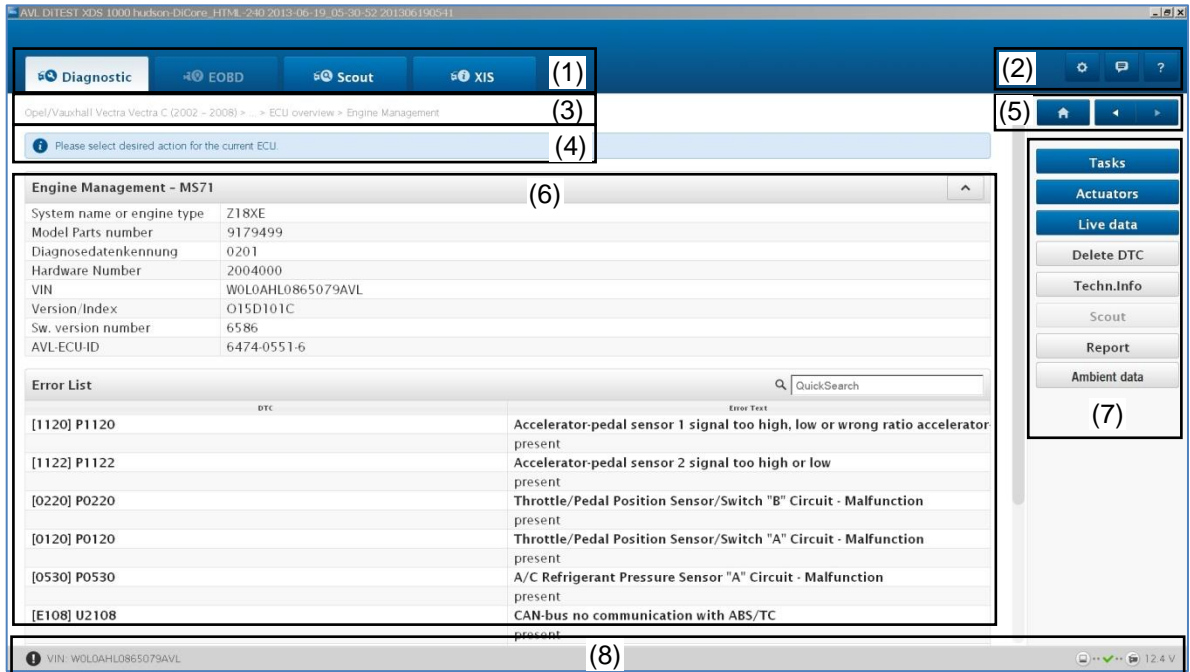 AVL DiTEST XDS 1000 hudson-DiCore_HTML-240 2013-06-19_05-30-52 201306190541
Diagnostic EOBD Scout XIS (1)
(2) ?
Opel/Vauxhall Vectra Vectra C (2002 - 2008) > ... > ECU overview > Engine Management (3)
(5)
Please select desired action for the current ECU. (4)
Engine Management - MS71
(6)
System name or engine type Z18XE
Model Parts number 9179499
Diagnosedatenkennung 0201
Hardware Number 2004000
VIN W0L0AHL0865079AVL
Version/Index O15D101C
Sw. version number 6586
AVL-ECU-ID 6474-0551-6
Error List QuickSearch
DTC Error Text
[1120] P1120 Accelerator-pedal sensor 1 signal too high, low or wrong ratio accelerator-
present
[1122] P1122 Accelerator-pedal sensor 2 signal too high or low
present
[0220] P0220 Throttle/Pedal Position Sensor/Switch "B" Circuit - Malfunction
present
[0120] P0120 Throttle/Pedal Position Sensor/Switch "A" Circuit - Malfunction
present
[0530] P0530 A/C Refrigerant Pressure Sensor "A" Circuit - Malfunction
present
[E108] U2108 CAN-bus no communication with ABS/TC
present
Tasks
Actuators
Live data
Delete DTC
Techn.Info
Scout
Report
Ambient data
(7)
VIN: W0L0AHL0865079AVL (8) 12.4 V